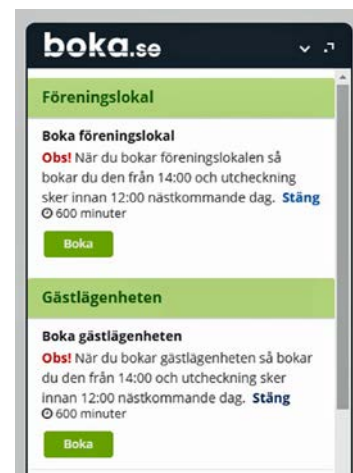 boka.se
Föreningslokal
Boka föreningslokal
Obs! När du bokar föreningslokalen så
bokar du den från 14:00 och utcheckning
sker innan 12:00 nästkommande dag. Stäng
600 minuter
Boka
Gästlägenheten
Boka gästlägenheten
Obs! När du bokar gästlägenheten så bokar
du den från 14:00 och utcheckning sker
innan 12:00 nästkommande dag. Stäng
600 minuter
Boka